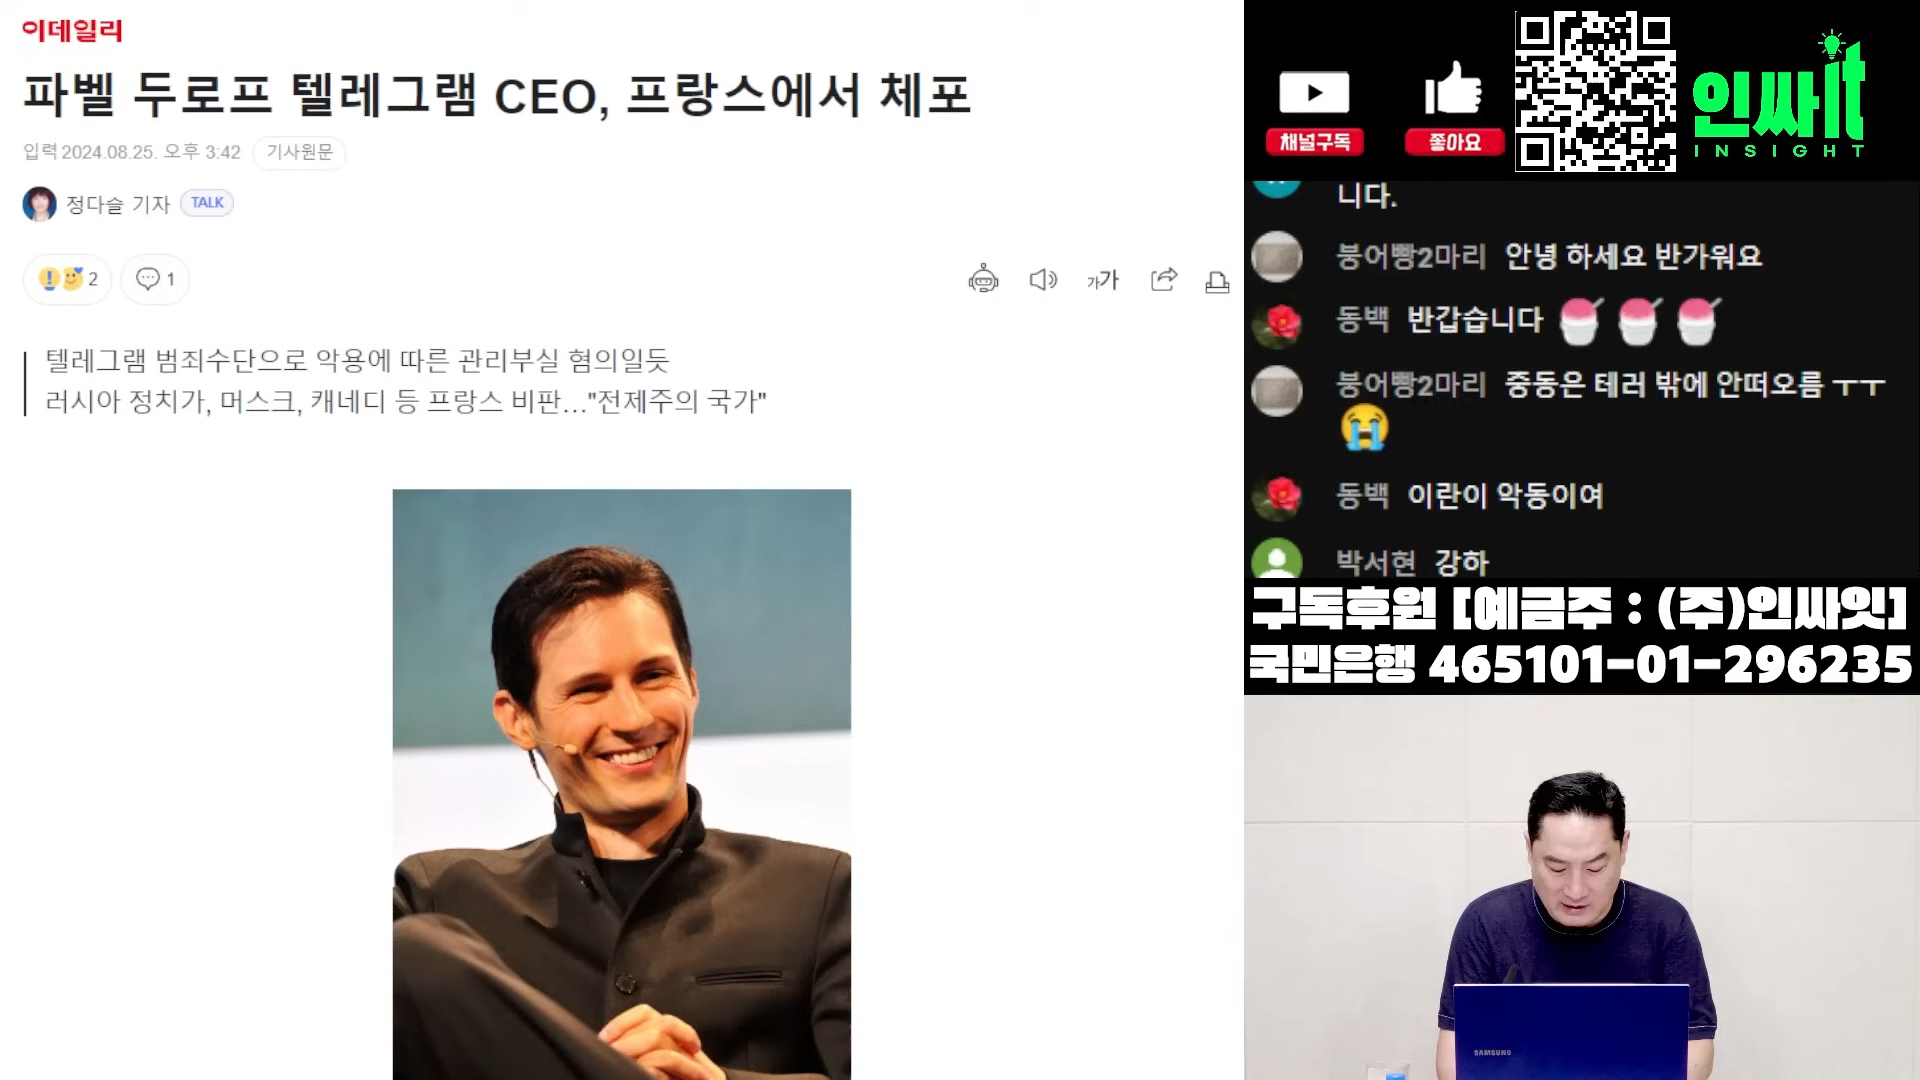 이데일리
파벨 두로프 텔레그램 CEO, 프랑스에서 체포
입력 2024.08.25. 오후 3:42 기사원문
정다슬 기자 TALK
2 1
가가
텔레그램 범죄수단으로 악용에 따른 관리부실 혐의일듯
러시아 정치가, 머스크, 캐네디 등 프랑스 비판…"전제주의 국가"
채널구독 좋아요
인싸it
INSIGHT
니다.
붕어빵2마리 안녕 하세요 반가워요
동백 반갑습니다
붕어빵2마리 중동은 테러 밖에 안떠오름 ㅜㅜ
동백 이란이 악동이여
박서현 강하
구독후원 [예금주 : (주)인싸잇]
국민은행 465101-01-296235
SAMSUNG